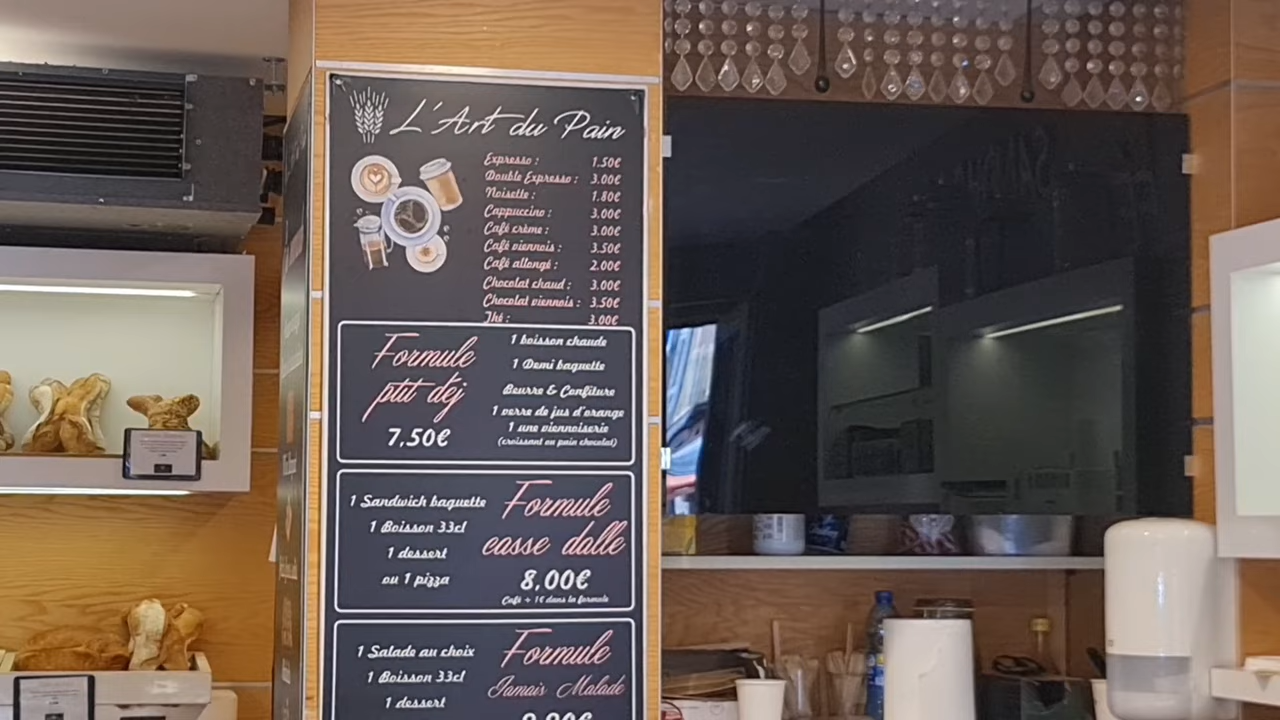 L'Art du Pain
Expresso : 1.50€
Double Expresso : 3.00€
Noisette : 1.80€
Cappuccino : 3.00€
Café crème : 3.00€
Café viennois : 3.50€
Café allongé : 2.00€
Chocolat chaud : 3.00€
Chocolat viennois : 3.50€
Thé : 3.00€
Formule
ptit dej
7,50€
1 boisson chaude
1 Demi baguette
Beurre & Confiture
1 verre de jus d'orange
1 une viennoiserie
(croissant ou pain chocolat)
1 Sandwich baguette
1 Boisson 33cl
1 dessert
ou 1 pizza
Formule
casse dalle
8,00€
Café + 1€ dans la formule
1 Salade au choix
1 Boisson 33cl
1 dessert
Formule
Jamais Malade